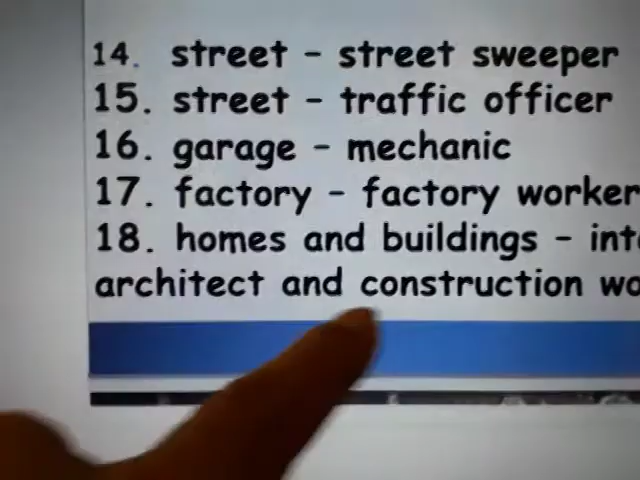 14. street - street sweeper
15. street - traffic officer
16. garage - mechanic
17. factory - factory worker
18. homes and buildings -
architect and construction